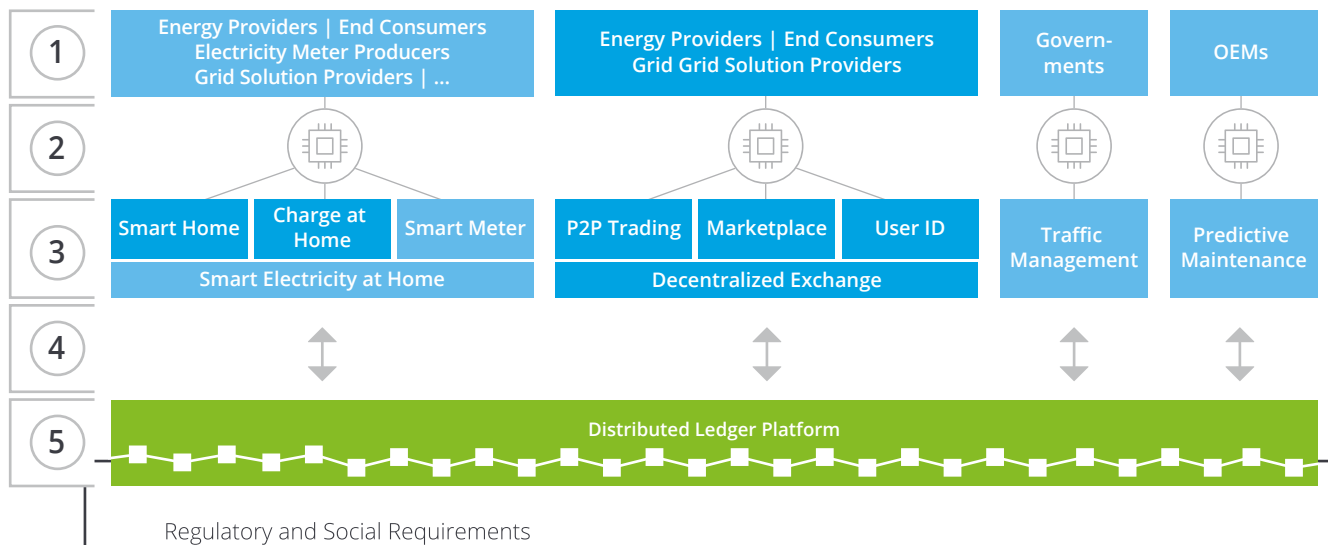 1
Energy Providers | End Consumers
Electricity Meter Producers
Grid Solution Providers | ...
Energy Providers | End Consumers
Grid Grid Solution Providers
Govern-
ments
OEMs
2
3
Smart Home
Charge at
Home
Smart Meter
Smart Electricity at Home
P2P Trading
Marketplace
User ID
Decentralized Exchange
Traffic
Management
Predictive
Maintenance
4
5
Distributed Ledger Platform
Regulatory and Social Requirements